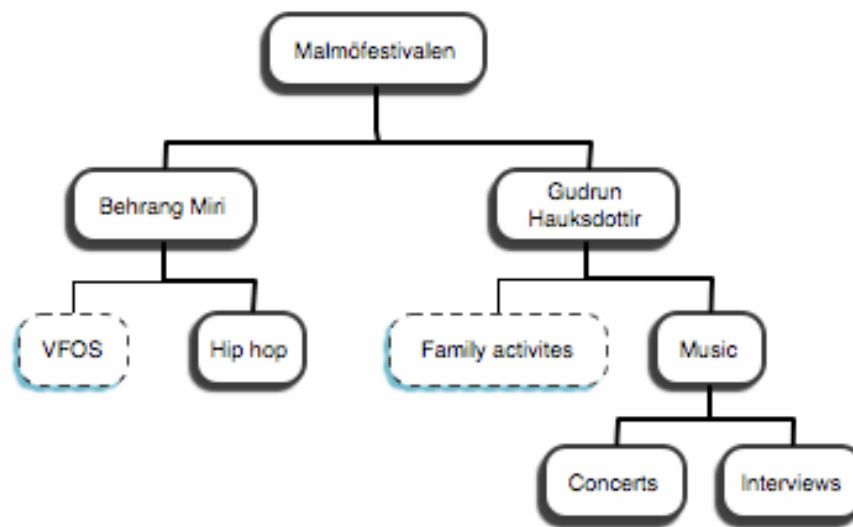 Malmöfestivalen
Behrang Miri
Gudrun
Hauksdottir
VFOS
Hip hop
Family activites
Music
Concerts
Interviews